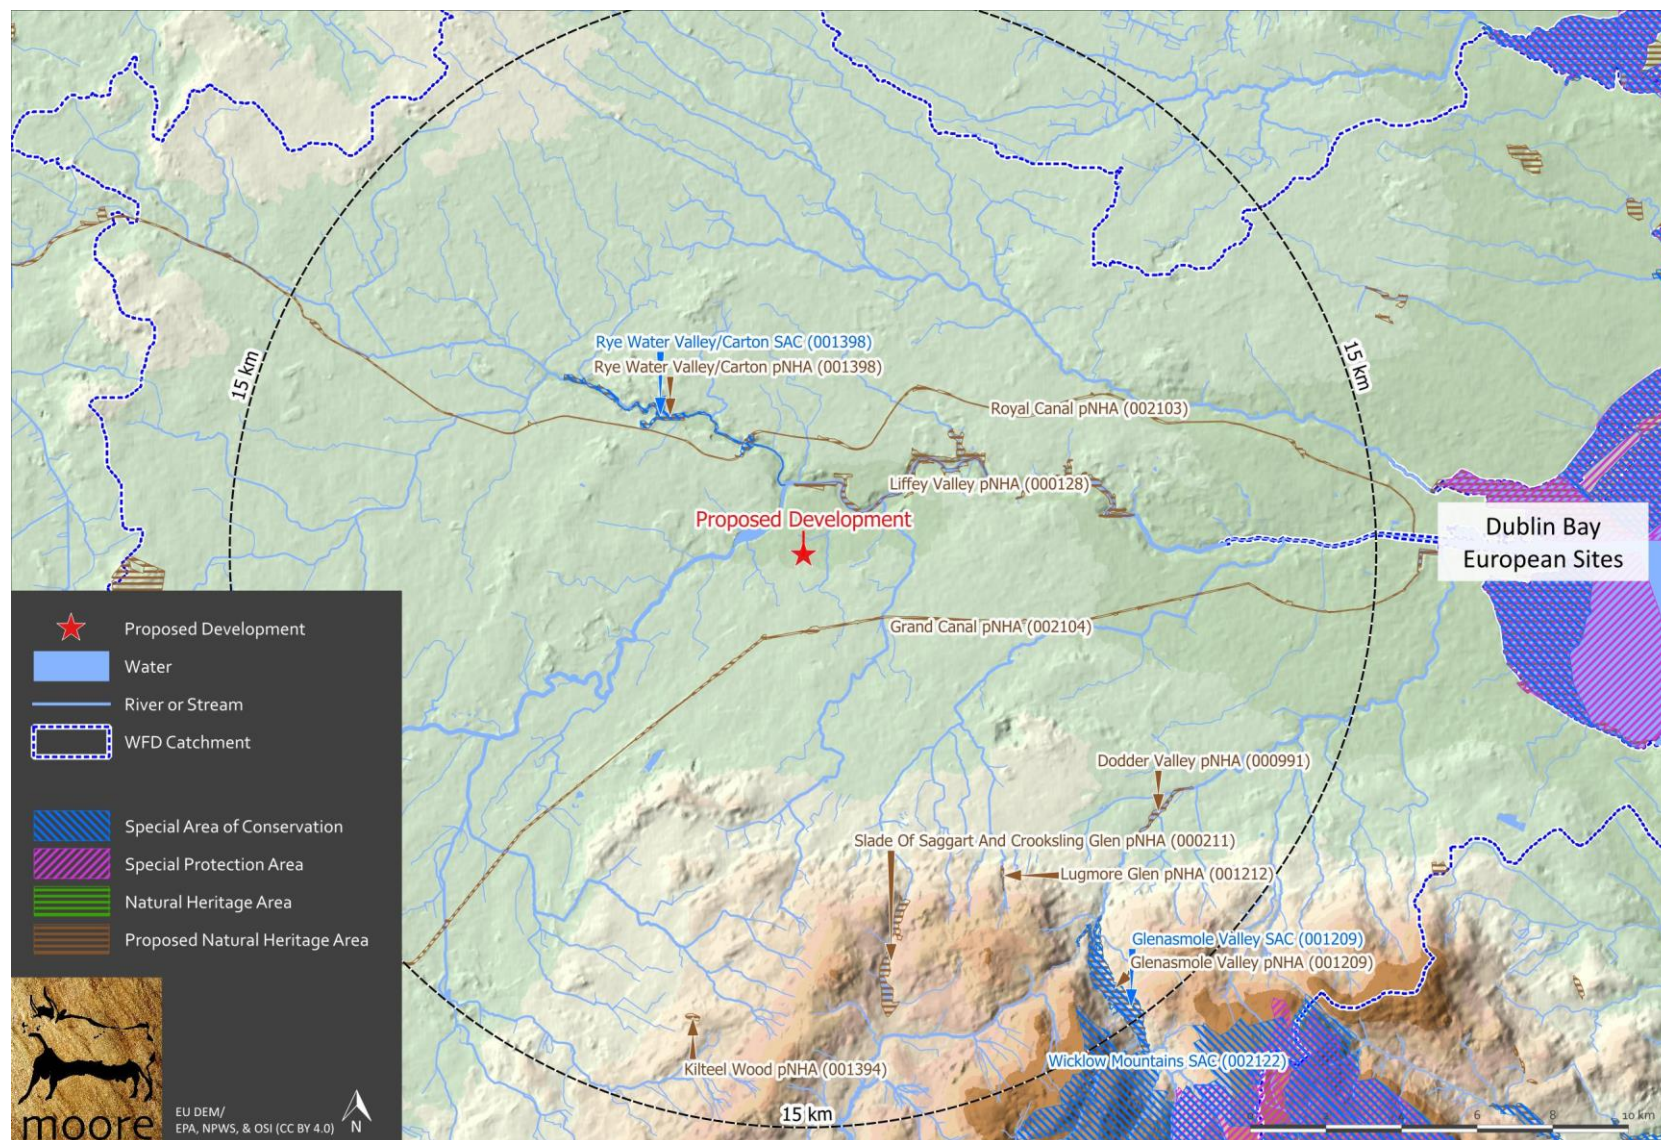 15 km
15 km
Rye Water Valley/Carton SAC (001398)
Rye Water Valley/Carton pNHA (001398)
Royal Canal pNHA (002103)
Liffey Valley pNHA (000128)
Proposed Development
Dublin Bay
European Sites
Grand Canal pNHA (002104)
Proposed Development
Water
River or Stream
WFD Catchment
Special Area of Conservation
Special Protection Area
Natural Heritage Area
Proposed Natural Heritage Area
Dodder Valley pNHA (000991)
Slade Of Saggart And Crooksling Glen pNHA (000211)
Lugmore Glen pNHA (001212)
Glenasmole Valley SAC (001209)
Glenasmole Valley pNHA (001209)
Wicklow Mountains SAC (002122)
Kilteel Wood pNHA (001394)
15 km
moore
EU DEM/
EPA, NPWS, & OSI (CC BY 4.0)
N
0 2 4 6 8 10 km